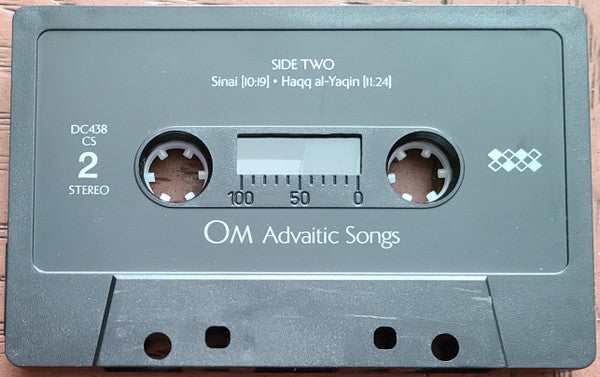 SIDE TWO
Sinai [10:19] • Haqq al-Yaqin [11:24]
DC438
CS
2
STEREO
100 50 0
OM Advaitic Songs